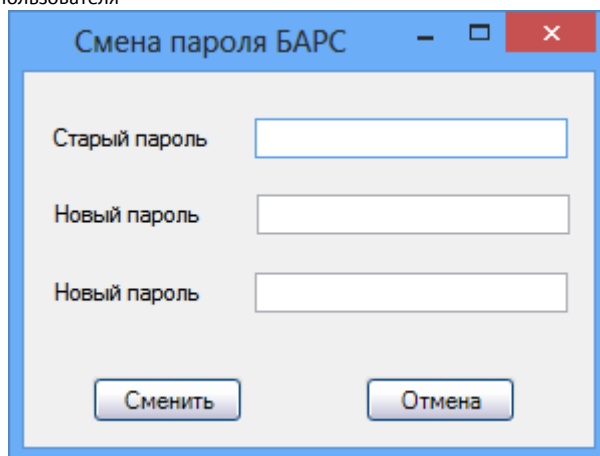 Смена пароля БАРС
Старый пароль
Новый пароль
Новый пароль
Сменить
Отмена